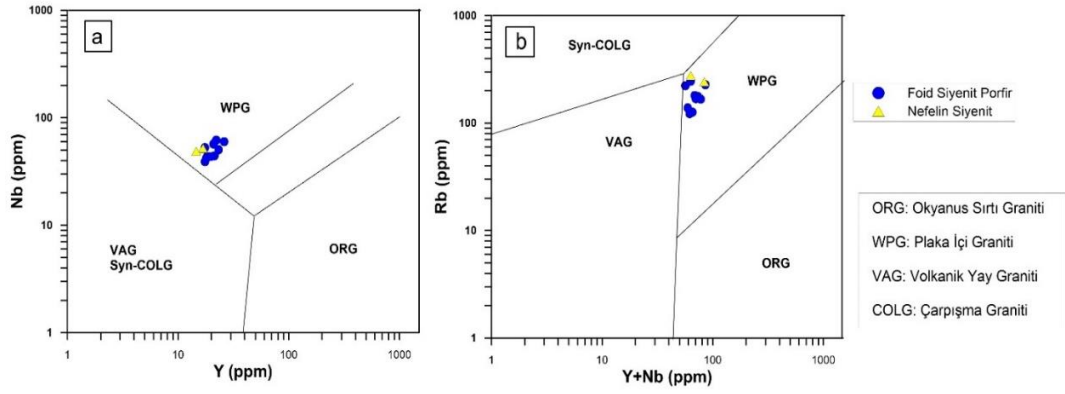 a
1000
100
10
1
Nb (ppm)
WPG
VAG
Syn-COLG
ORG
1
10
100
1000
Y (ppm)
b
1000
100
10
1
Rb (ppm)
Syn-COLG
WPG
VAG
ORG
1
10
100
1000
Y+Nb (ppm)
Foid Siyenit Porfir
Nefelin Siyenit
ORG: Okyanus Sırtı Graniti
WPG: Plaka İçi Graniti
VAG: Volkanik Yay Graniti
COLG: Çarpışma Graniti